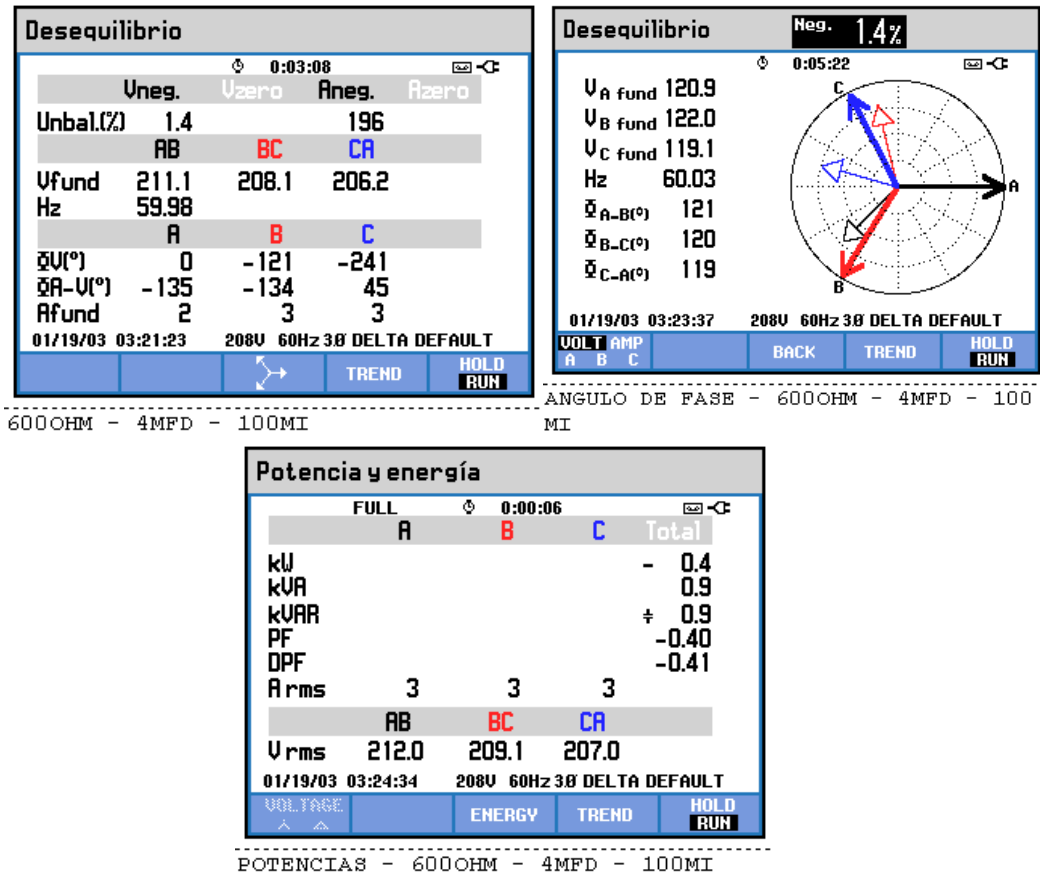 Desequilibrio
0:03:08
Vneg. Vzero Aneg. Azero
Unbal.(%) 1.4 196
AB BC CA
Vfund 211.1 208.1 206.2
Hz 59.98
A B C
ΦV(°) 0 -121 -241
ΦA-V(°) -135 -134 45
Afund 2 3 3
01/19/03 03:21:23 208V 60Hz 3Ø DELTA DEFAULT
TREND HOLD
RUN
600OHM - 4MFD - 100MI
Desequilibrio Neg. 1.4%
0:05:22
VA fund 120.9
VB fund 122.0
VC fund 119.1
Hz 60.03
ΦA-B(°) 121
ΦB-C(°) 120
ΦC-A(°) 119
C
A
B
01/19/03 03:23:37 208V 60Hz 3Ø DELTA DEFAULT
VOLT AMP
A B C BACK TREND HOLD
RUN
ANGULO DE FASE - 600OHM - 4MFD - 100
MI
Potencia y energía
FULL 0:00:06
A B C Total
kW - 0.4
kVA 0.9
kVAR 0.9
PF -0.40
DPF -0.41
A rms 3 3 3
AB BC CA
V rms 212.0 209.1 207.0
01/19/03 03:24:34 208V 60Hz 3Ø DELTA DEFAULT
VOLTAGE ENERGY TREND HOLD
RUN
POTENCIAS - 600OHM - 4MFD - 100MI